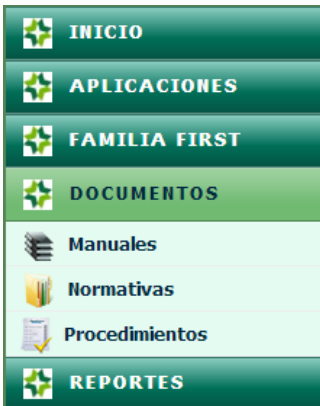 INICIO
APLICACIONES
FAMILIA FIRST
DOCUMENTOS
Manuales
Normativas
Procedimientos
REPORTES